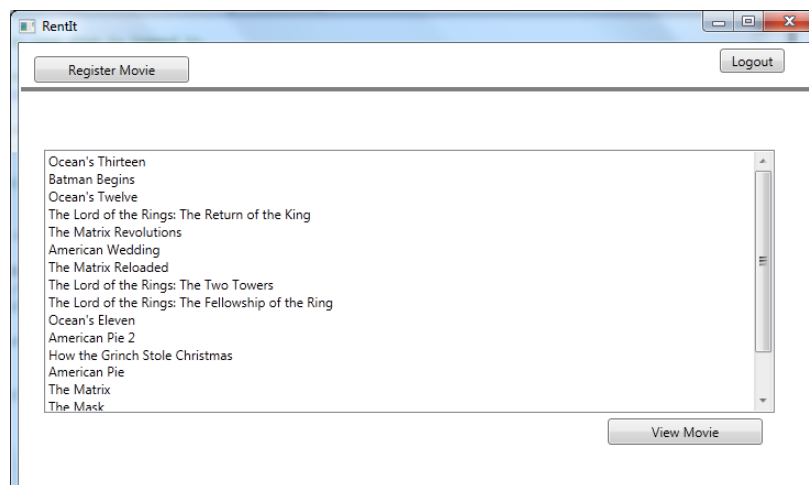 RentIt
Register Movie
Logout
Ocean's Thirteen
Batman Begins
Ocean's Twelve
The Lord of the Rings: The Return of the King
The Matrix Revolutions
American Wedding
The Matrix Reloaded
The Lord of the Rings: The Two Towers
The Lord of the Rings: The Fellowship of the Ring
Ocean's Eleven
American Pie 2
How the Grinch Stole Christmas
American Pie
The Matrix
The Mask
View Movie